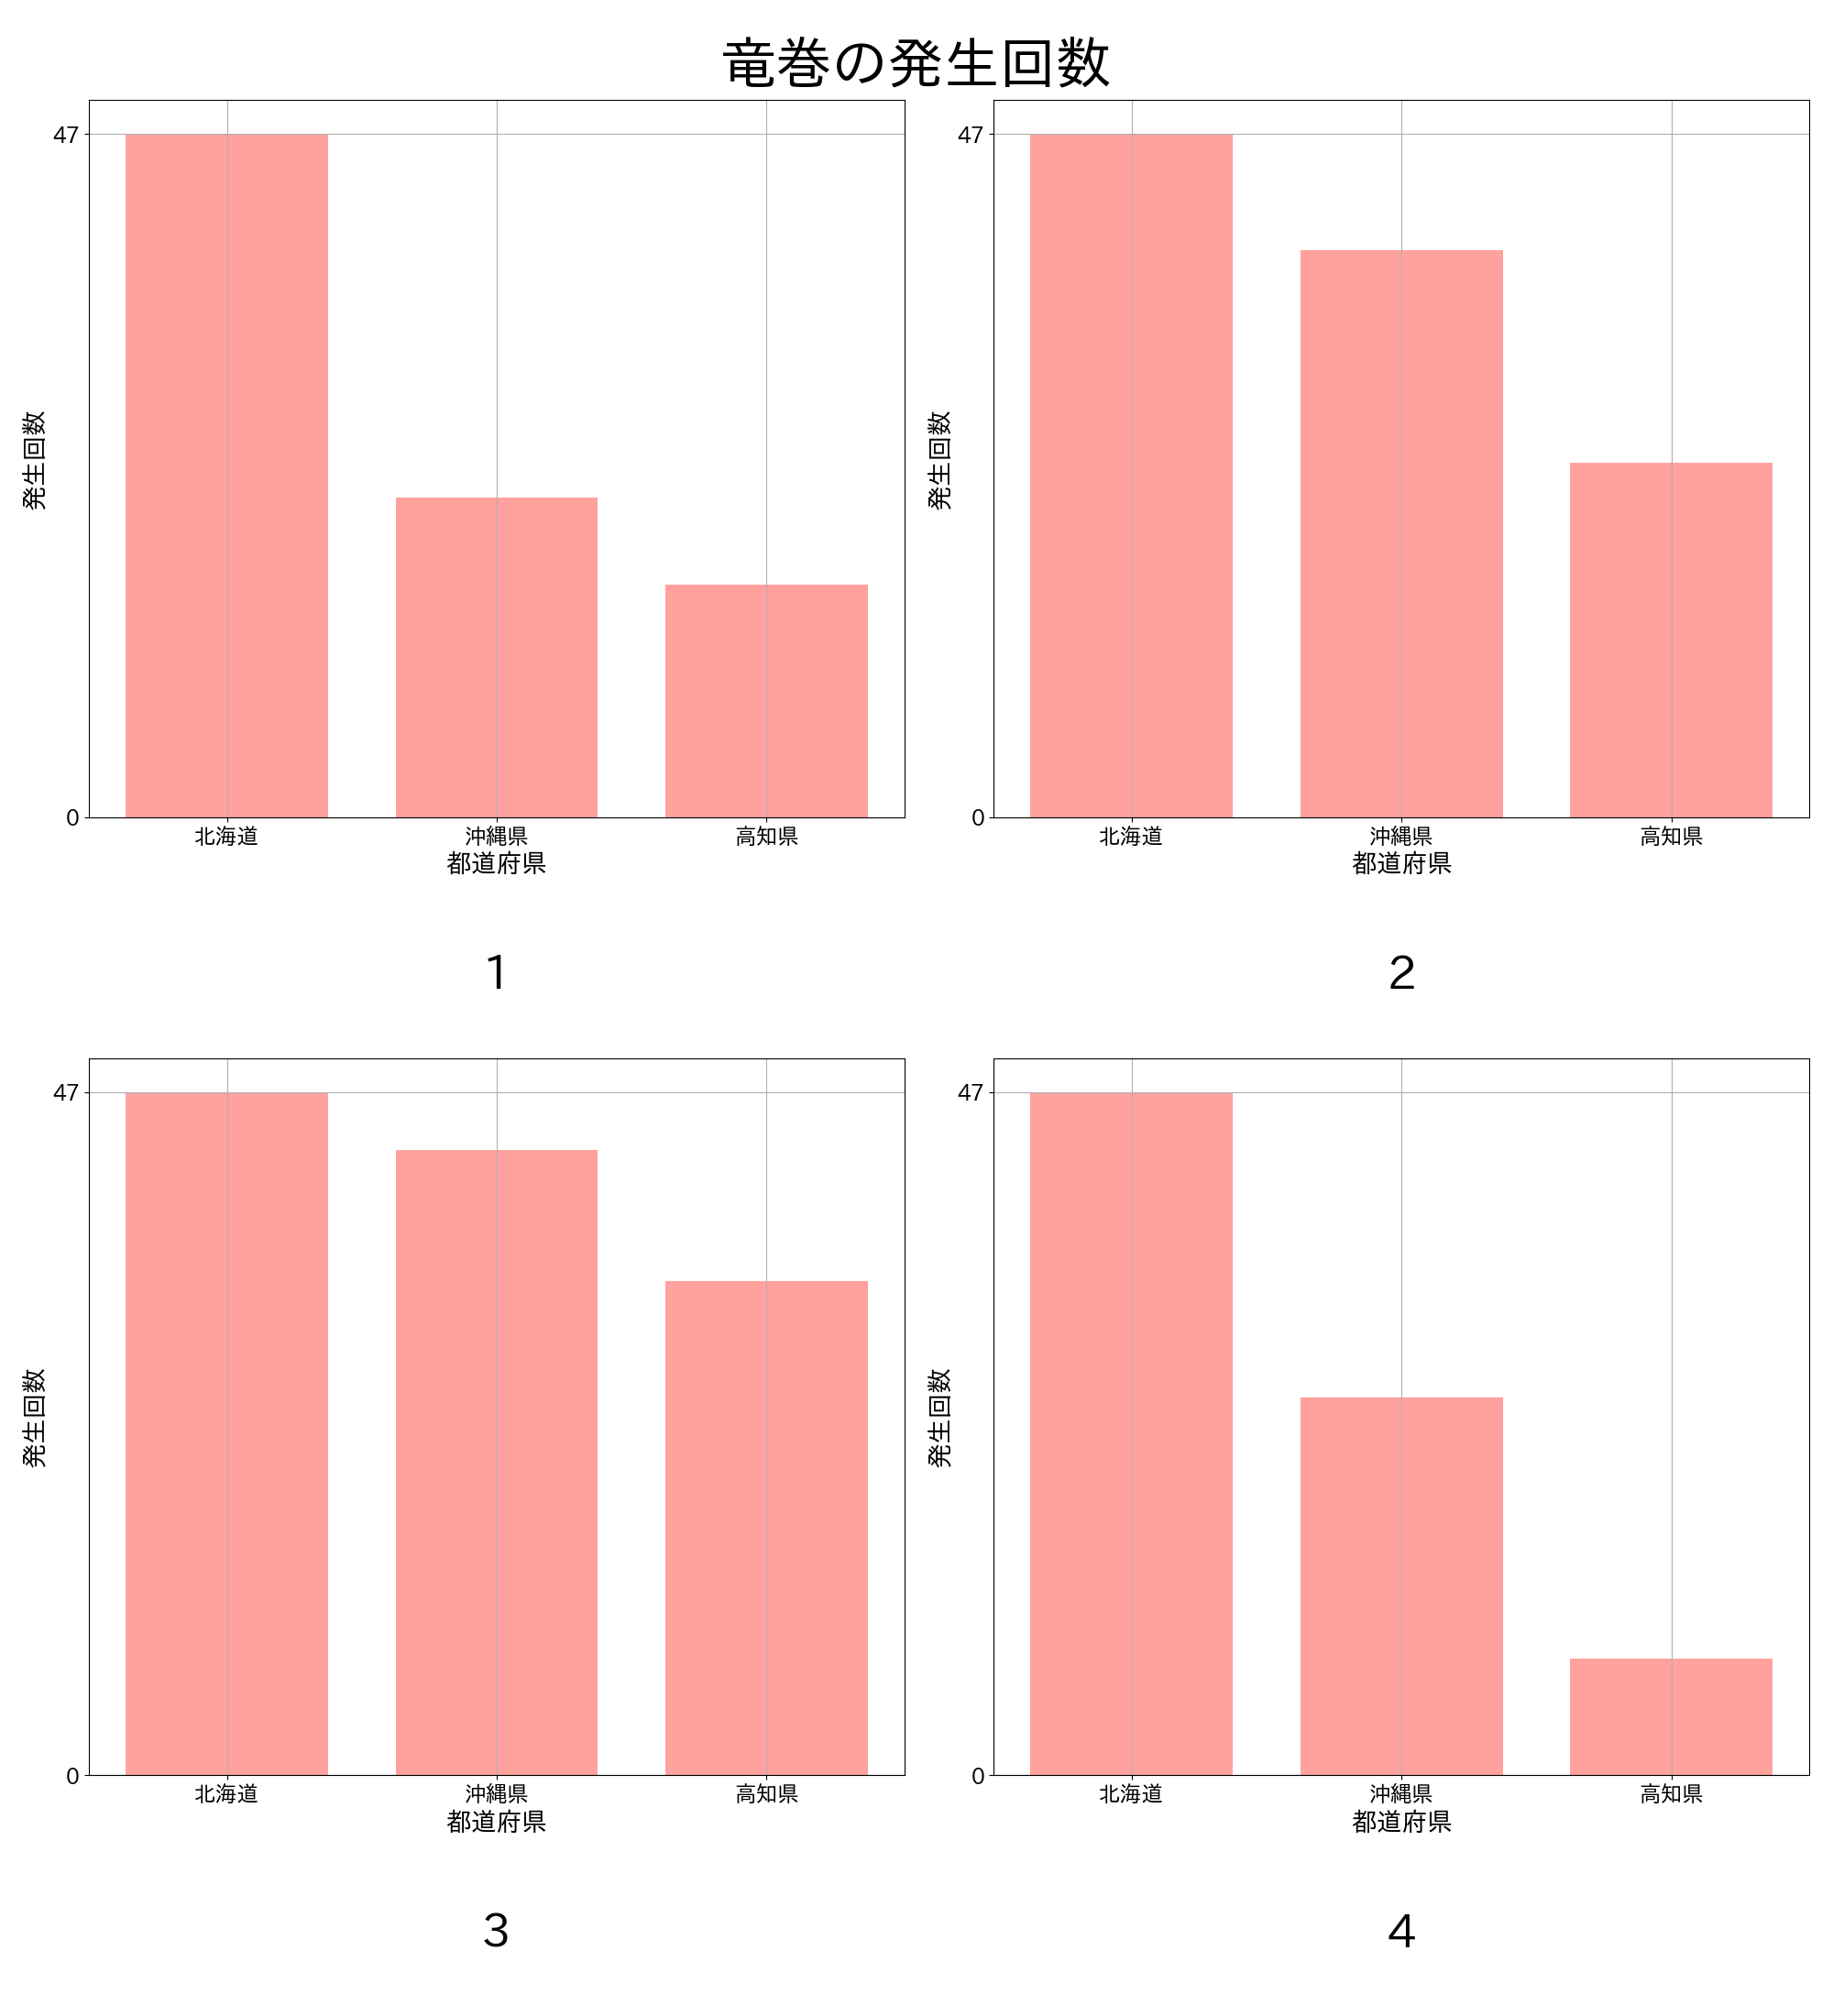 竜巻の発生回数
47
発生回数
0
北海道 沖縄県 高知県
都道府県
1
47
発生回数
0
北海道 沖縄県 高知県
都道府県
2
47
発生回数
0
北海道 沖縄県 高知県
都道府県
3
47
発生回数
0
北海道 沖縄県 高知県
都道府県
4